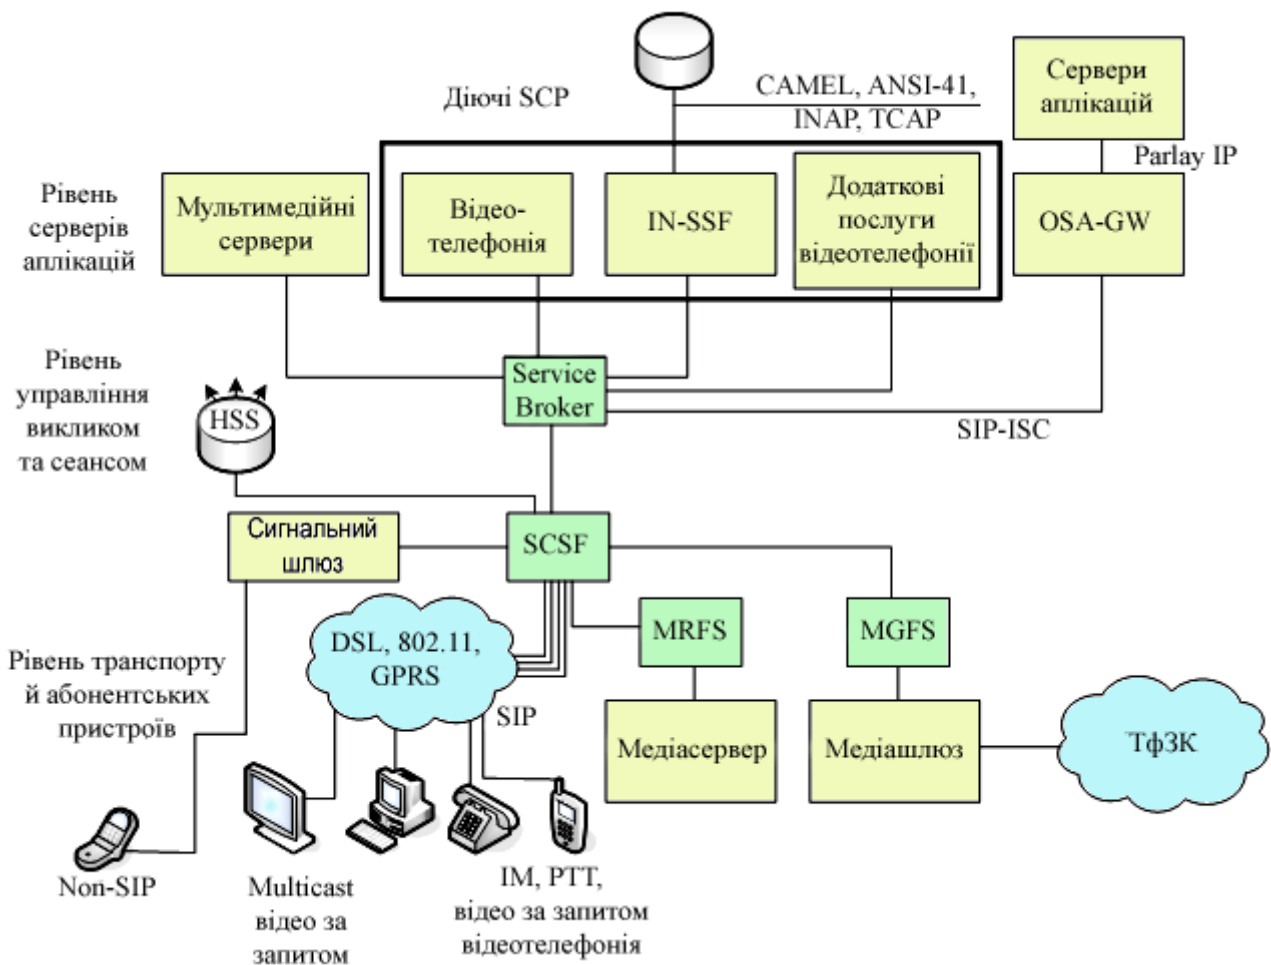 Діючі SCP
CAMEL, ANSI-41,
INAP, TCAP
Сервери
аплікацій
Parlay IP
Рівень
серверів
аплікацій
Мультимедійні
сервери
Відео-
телефонія
IN-SSF
Додаткові
послуги
відеотелефонії
OSA-GW
Рівень
управління
викликом
та сеансом
HSS
Service
Broker
SIP-ISC
Сигнальний
шлюз
SCSF
DSL, 802.11,
GPRS
MRFS
MGFS
Рівень транспорту
й абонентських
пристроїв
SIP
Медіасервер
Медіашлюз
ТфЗК
Non-SIP
Multicast
відео за
запитом
IM, PTT,
відео за запитом
відеотелефонія